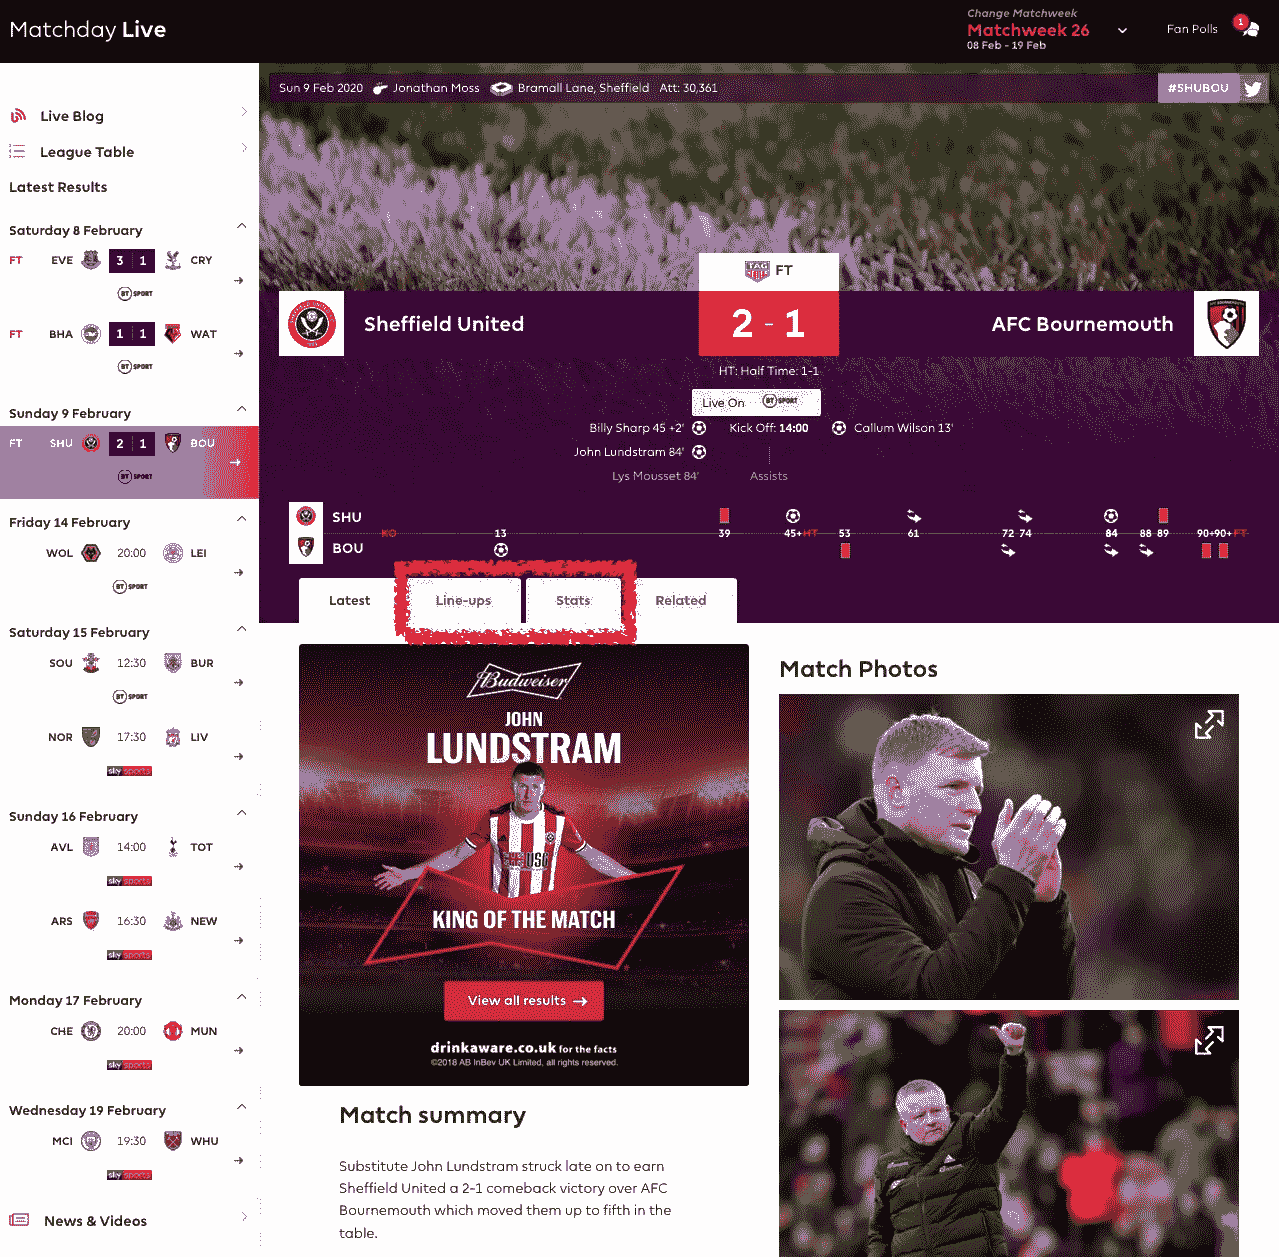 Matchday Live
Change Matchweek
Matchweek 26
08 Feb - 19 Feb
Fan Polls
1
Live Blog
League Table
Latest Results
Saturday 8 February
FT EVE 3 1 CRY
BT SPORT
FT BHA 1 1 WAT
BT SPORT
Sunday 9 February
FT SHU 2 1 BOU
BT SPORT
Friday 14 February
WOL 20:00 LEI
BT SPORT
Saturday 15 February
SOU 12:30 BUR
BT SPORT
NOR 17:30 LIV
sky sports
Sunday 16 February
AVL 14:00 TOT
sky sports
ARS 16:30 NEW
sky sports
Monday 17 February
CHE 20:00 MUN
sky sports
Wednesday 19 February
MCI 19:30 WHU
sky sports
News & Videos
Sun 9 Feb 2020 Jonathan Moss Bramall Lane, Sheffield Att: 30,361
#SHUBOU
TAG FT
Sheffield United 2 - 1 AFC Bournemouth
HT: Half Time: 1-1
Live On BT SPORT
Billy Sharp 45 +2' Kick Off: 14:00 Callum Wilson 13'
John Lundstram 84'
Lys Mousset 84' Assists
SHU
KO 13 39 45+ HT 53 61 72 74 84 88 89 90+ 90+ FT
BOU
Latest Line-ups Stats Related
Budweiser
JOHN
LUNDSTRAM
USG
KING OF THE MATCH
View all results
drinkaware.co.uk for the facts
©2018 AB InBev UK Limited, all rights reserved.
Match summary
Substitute John Lundstram struck late on to earn
Sheffield United a 2-1 comeback victory over AFC
Bournemouth which moved them up to fifth in the
table.
Match Photos